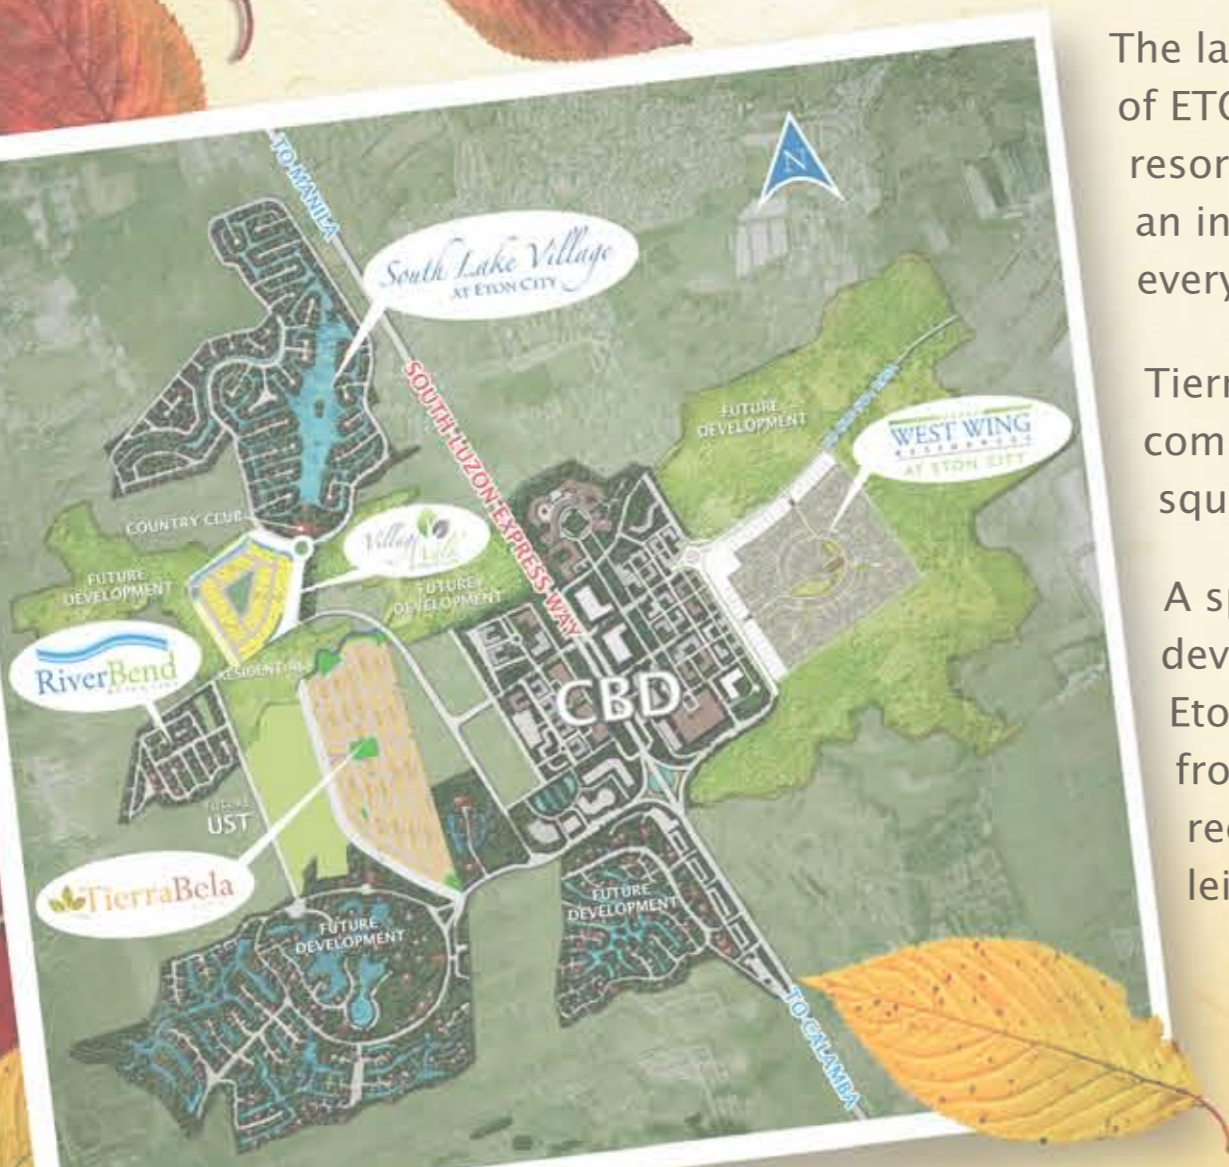 TO MANILA
N
South Lake Village
AT ETON CITY
SOUTH LUZON EXPRESS WAY
FUTURE
DEVELOPMENT
WEST WING
RESIDENCES
AT ETON CITY
COUNTRY CLUB
FUTURE
DEVELOPMENT
FUTURE
DEVELOPMENT
RiverBend
RESIDENTIAL
CBD
UST
TierraBela
FUTURE
DEVELOPMENT
FUTURE
DEVELOPMENT
TO CALAMBA
The la
of ETO
resor
an in
every
Tierr
com
squ
A sp
dev
Eto
fro
rec
lei